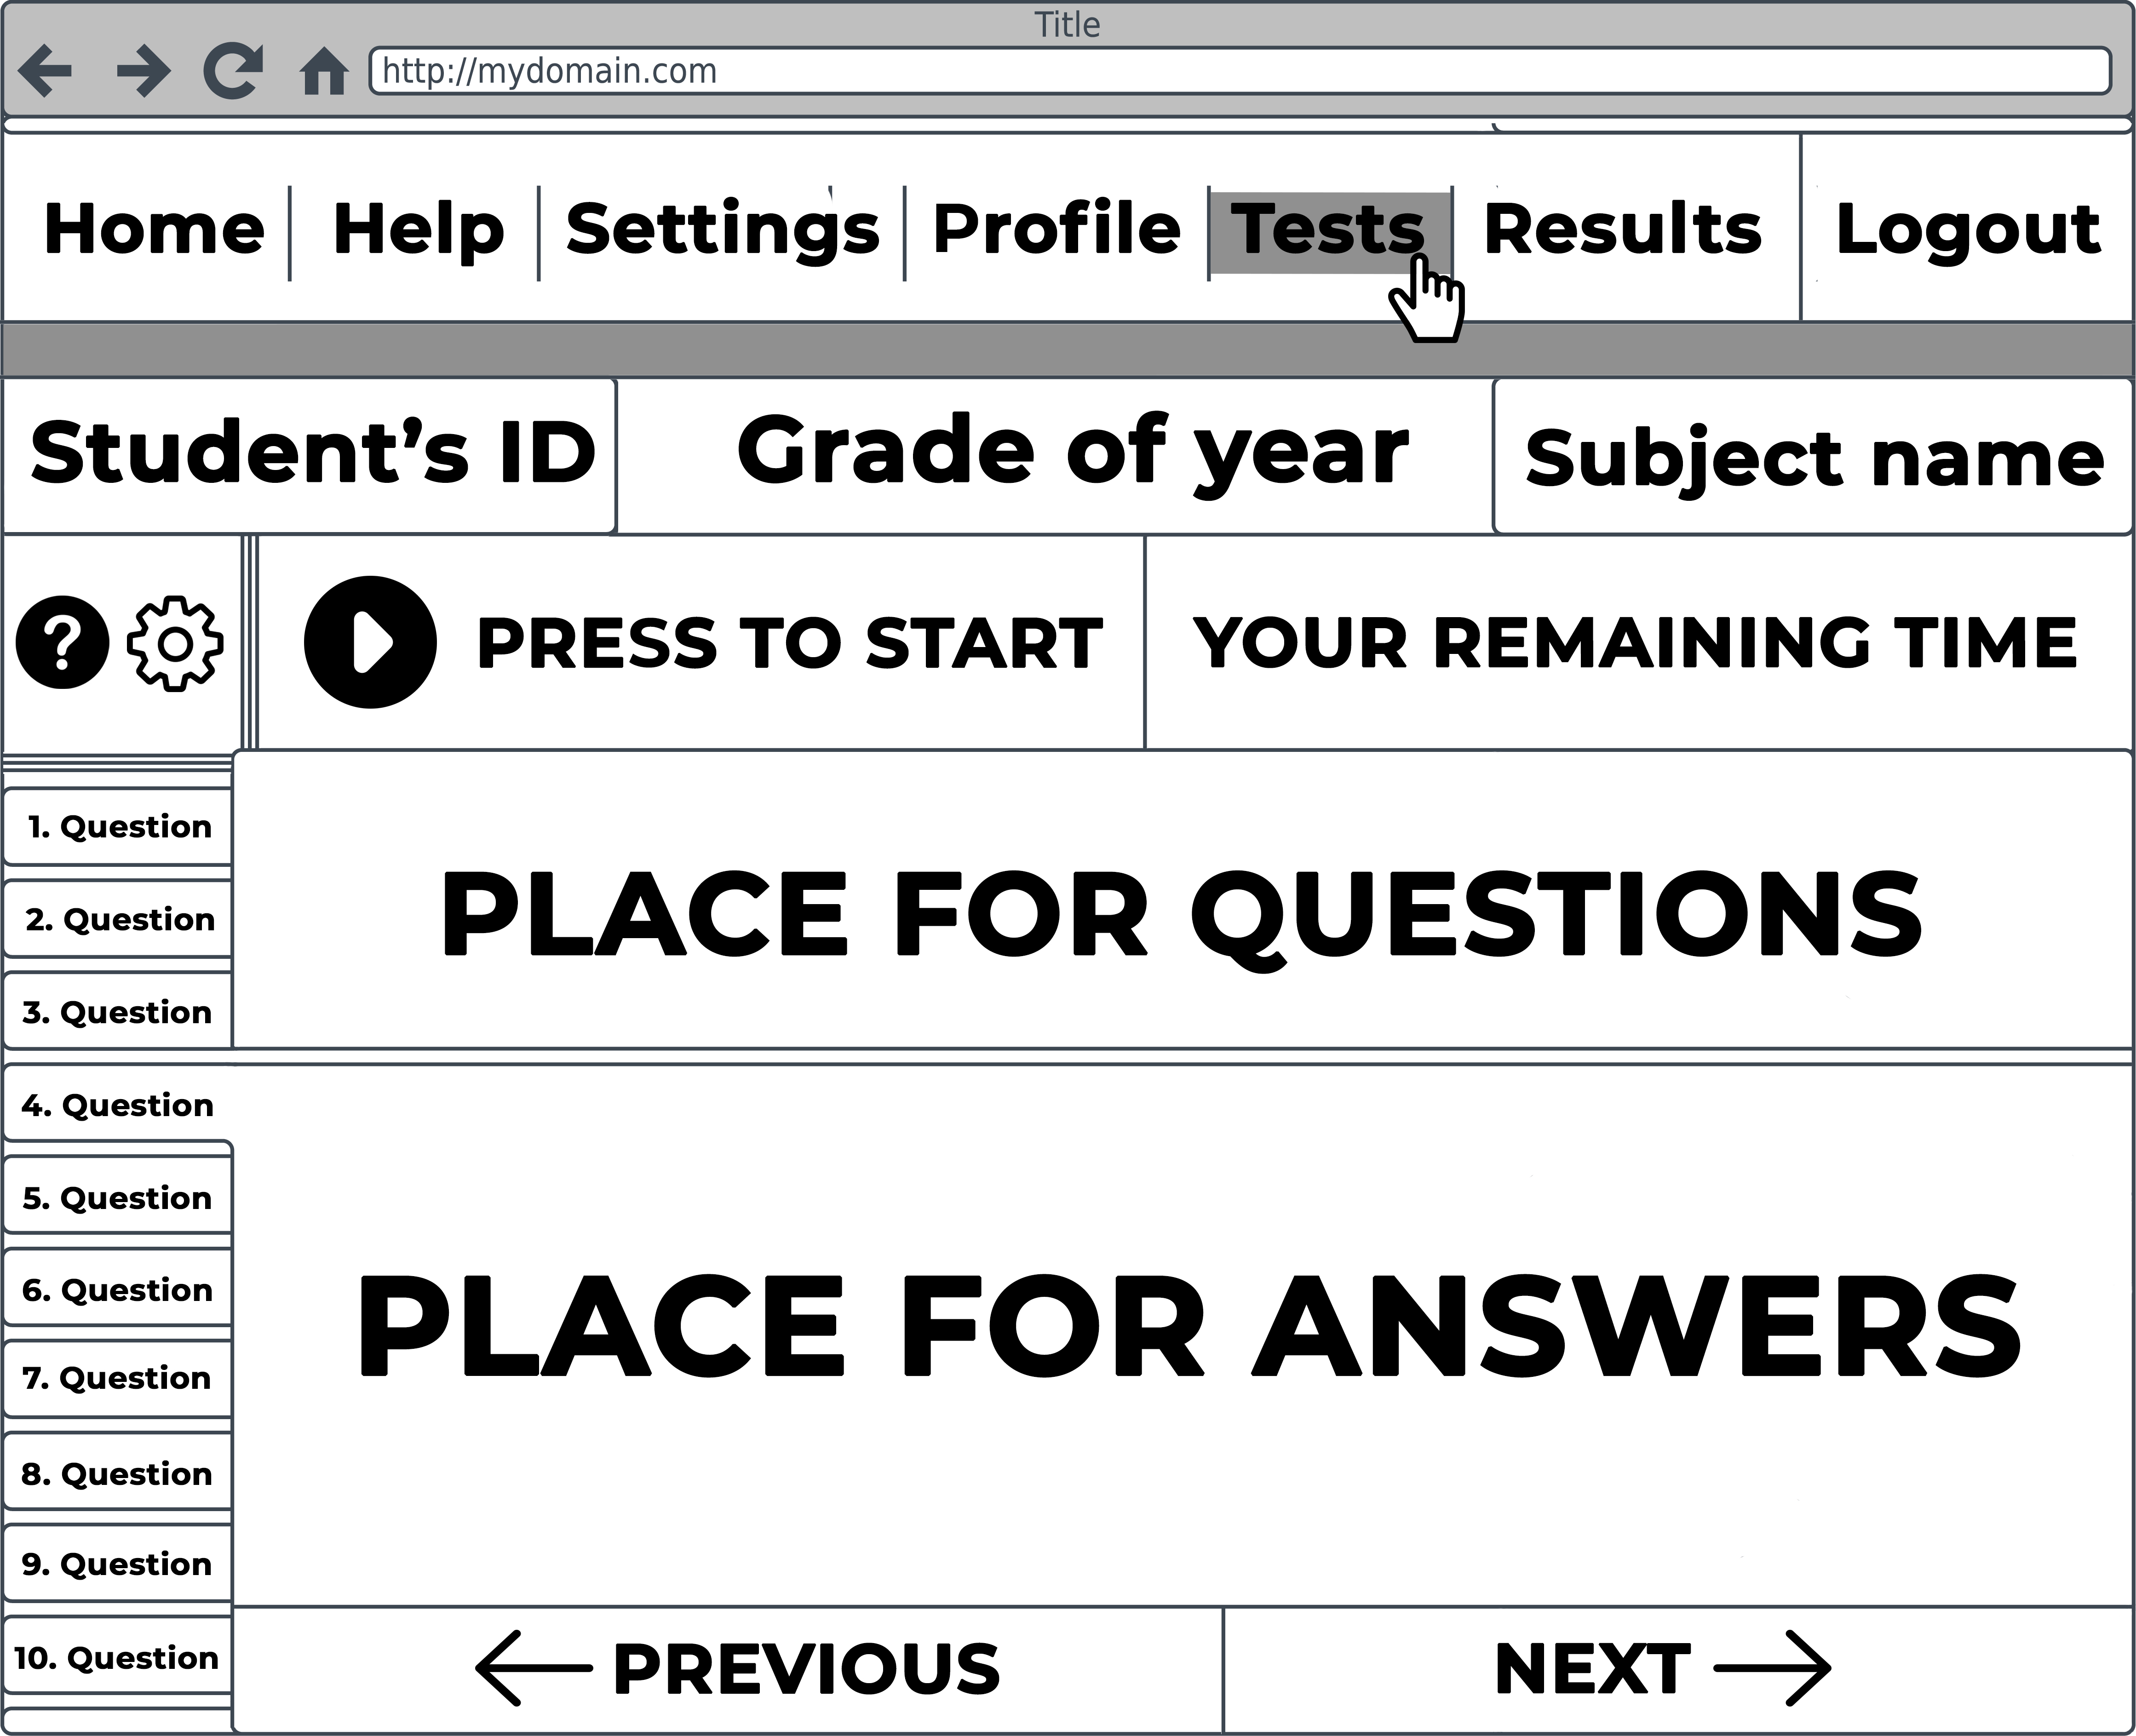 Title
http://mydomain.com
Home Help Settings Profile Tests Results Logout
Student’s ID Grade of year Subject name
? PRESS TO START YOUR REMAINING TIME
1. Question
2. Question
3. Question
PLACE FOR QUESTIONS
4. Question
5. Question
6. Question
7. Question
8. Question
9. Question
10. Question
PLACE FOR ANSWERS
PREVIOUS NEXT